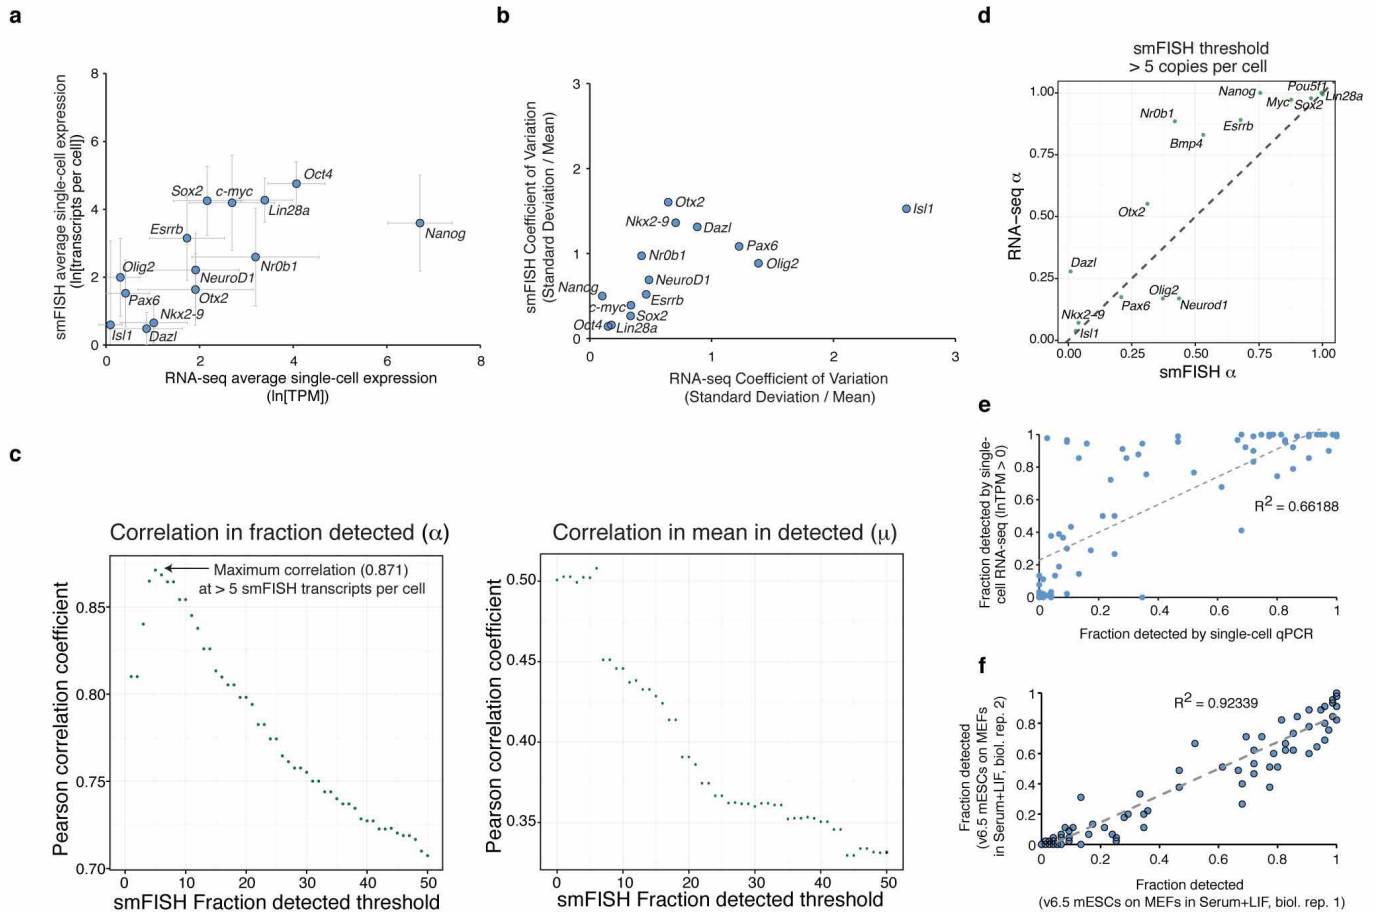 a
smFISH average single-cell expression
(ln[transcripts per cell])
8
6
4
2
0
0
2
4
6
8
RNA-seq average single-cell expression
(ln[TPM])
Oct4
Sox2
c-myc
Lin28a
Nanog
Esrrb
Nr0b1
Olig2
NeuroD1
Pax6
Otx2
Nkx2-9
Isl1
Dazl
b
smFISH Coefficient of Variation
(Standard Deviation / Mean)
3
2
1
0
0
1
2
3
RNA-seq Coefficient of Variation
(Standard Deviation / Mean)
Otx2
Isl1
Nkx2-9
Dazl
Pax6
Nr0b1
Olig2
NeuroD1
Nanog
Esrrb
c-myc
Sox2
Oct4
Lin28a
c
Correlation in fraction detected (α)
Maximum correlation (0.871)
at > 5 smFISH transcripts per cell
Pearson correlation coefficient
0.85
0.80
0.75
0.70
0
10
20
30
40
50
smFISH Fraction detected threshold
Correlation in mean in detected (μ)
Pearson correlation coefficient
0.50
0.45
0.40
0.35
0
10
20
30
40
50
smFISH Fraction detected threshold
d
smFISH threshold
> 5 copies per cell
RNA–seq α
1.00
0.75
0.50
0.25
0.00
0.00
0.25
0.50
0.75
1.00
smFISH α
Pou5f1
Nanog
Lin28a
Myc
Sox2
Nr0b1
Esrrb
Bmp4
Otx2
Dazl
Olig2
Pax6
Neurod1
Nkx2–9
Isl1
e
Fraction detected by single-
cell RNA-seq (lnTPM > 0)
1
0.8
0.6
0.4
0.2
0
R2 = 0.66188
0
0.2
0.4
0.6
0.8
1
Fraction detected by single-cell qPCR
f
Fraction detected
(v6.5 mESCs on MEFs
in Serum+LIF, biol. rep. 2)
1
0.8
0.6
0.4
0.2
0
R2 = 0.92339
0
0.2
0.4
0.6
0.8
1
Fraction detected
(v6.5 mESCs on MEFs in Serum+LIF, biol. rep. 1)